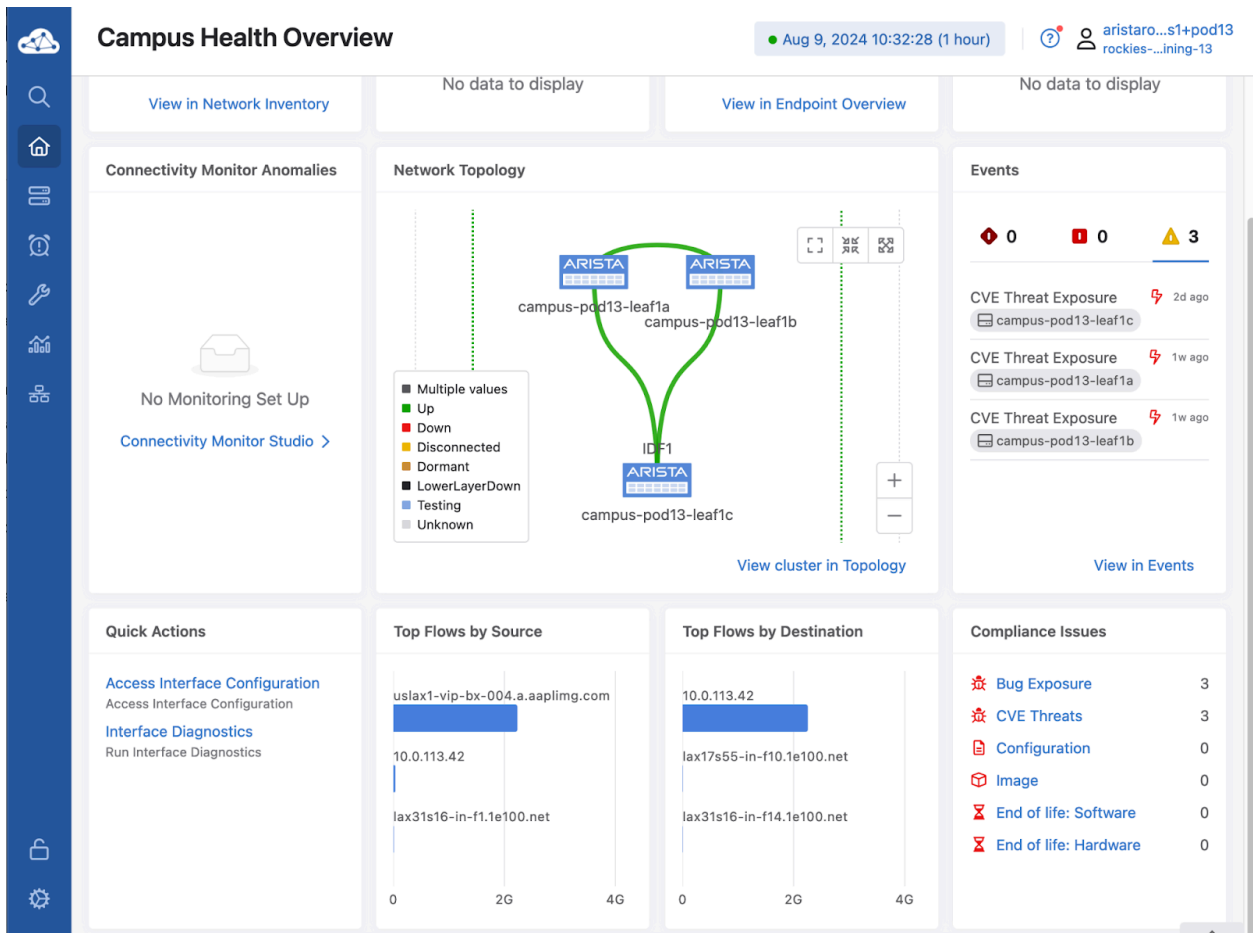 Campus Health Overview
Aug 9, 2024 10:32:28 (1 hour)
?
aristaro...s1+pod13
rockies-...ining-13
View in Network Inventory
No data to display
View in Endpoint Overview
No data to display
Connectivity Monitor Anomalies
No Monitoring Set Up
Connectivity Monitor Studio
Network Topology
ARISTA
ARISTA
campus-pod13-leaf1a
campus-pod13-leaf1b
Multiple values
Up
Down
Disconnected
Dormant
LowerLayerDown
Testing
Unknown
IDF1
ARISTA
campus-pod13-leaf1c
+
−
View cluster in Topology
Events
0 0 3
CVE Threat Exposure 2d ago
campus-pod13-leaf1c
CVE Threat Exposure 1w ago
campus-pod13-leaf1a
CVE Threat Exposure 1w ago
campus-pod13-leaf1b
View in Events
Quick Actions
Access Interface Configuration
Access Interface Configuration
Interface Diagnostics
Run Interface Diagnostics
Top Flows by Source
uslax1-vip-bx-004.a.aaplimg.com
10.0.113.42
lax31s16-in-f1.1e100.net
0 2G 4G
Top Flows by Destination
10.0.113.42
lax17s55-in-f10.1e100.net
lax31s16-in-f14.1e100.net
0 2G 4G
Compliance Issues
Bug Exposure 3
CVE Threats 3
Configuration 0
Image 0
End of life: Software 0
End of life: Hardware 0